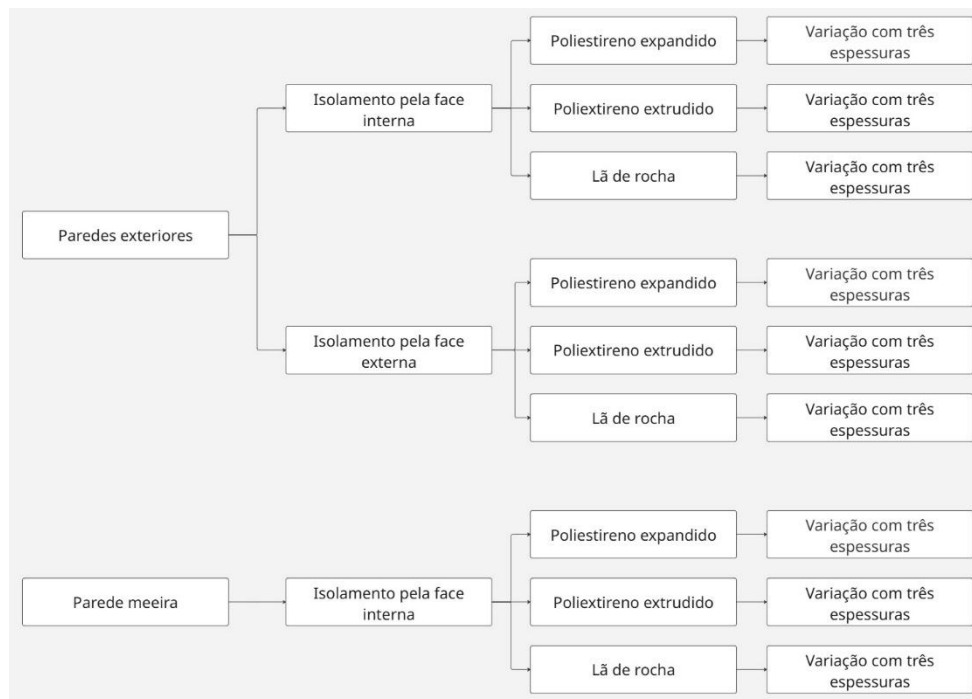 Poliestireno expandido
Variação com três
espessuras
Isolamento pela face
interna
Poliextireno extrudido
Variação com três
espessuras
Lã de rocha
Variação com três
espessuras
Paredes exteriores
Poliestireno expandido
Variação com três
espessuras
Isolamento pela face
externa
Poliextireno extrudido
Variação com três
espessuras
Lã de rocha
Variação com três
espessuras
Poliestireno expandido
Variação com três
espessuras
Parede meeira
Isolamento pela face
interna
Poliextireno extrudido
Variação com três
espessuras
Lã de rocha
Variação com três
espessuras